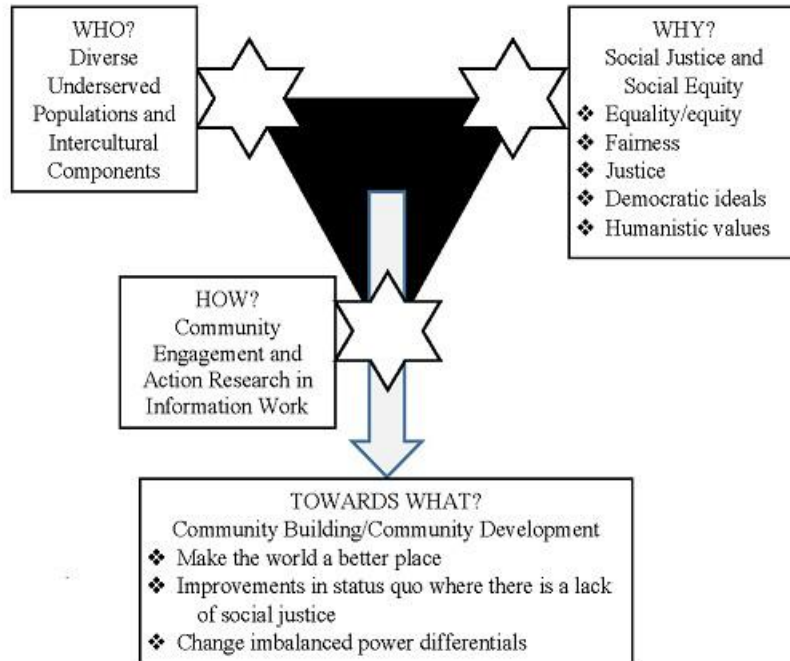 WHO?
Diverse
Underserved
Populations and
Intercultural
Components
WHY?
Social Justice and
Social Equity
❖ Equality/equity
❖ Fairness
❖ Justice
❖ Democratic ideals
❖ Humanistic values
HOW?
Community
Engagement and
Action Research in
Information Work
TOWARDS WHAT?
Community Building/Community Development
❖ Make the world a better place
❖ Improvements in status quo where there is a lack
of social justice
❖ Change imbalanced power differentials